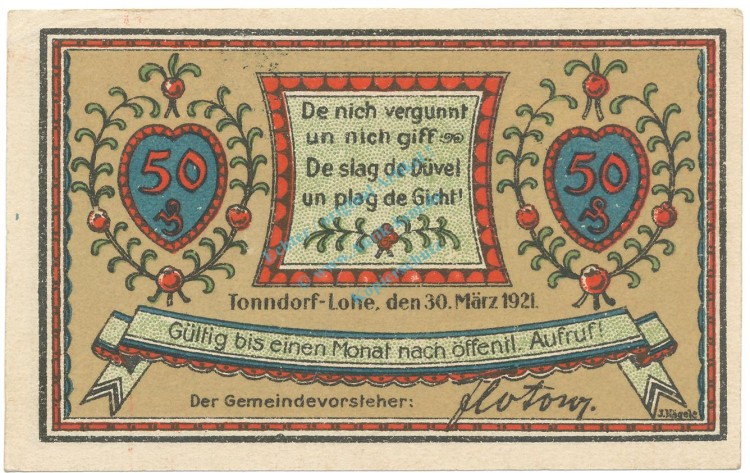 De nich vergunnt
un nich giff
De slag de Düvel
un plag de Gicht!
50
₰
50
₰
Tonndorf-Lohe, den 30. März 1921.
Gültig bis einen Monat nach öffentl. Aufruf!
Der Gemeindevorsteher:
J. Nägele